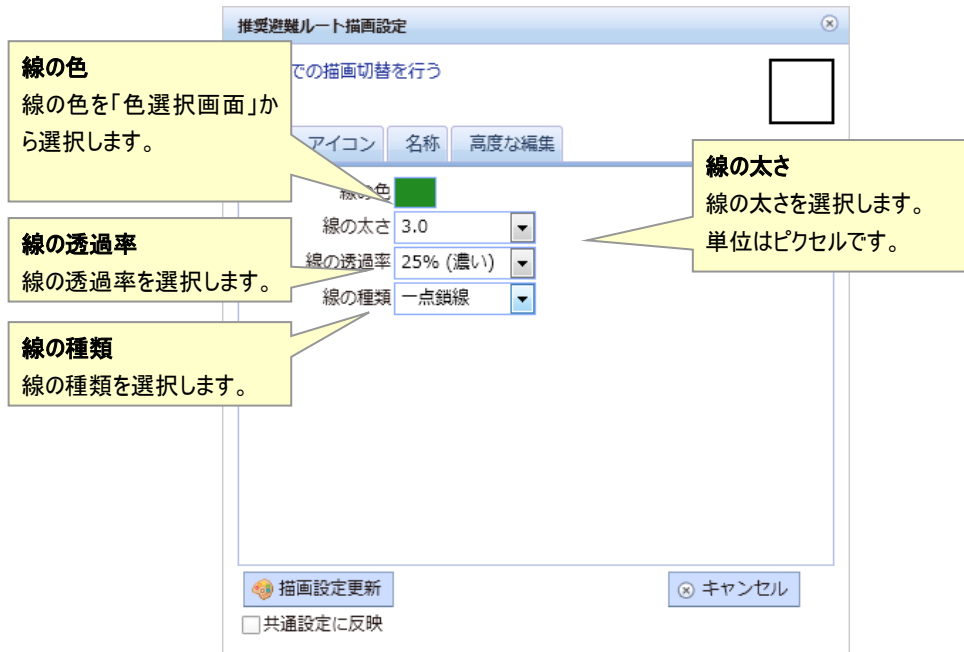 推奨避難ルート描画設定
線の色
線の色を「色選択画面」か
ら選択します。
での描画切替を行う
アイコン 名称 高度な編集
線の太さ
線の太さを選択します。
単位はピクセルです。
線の色
線の太さ 3.0
線の透過率
線の透過率を選択します。
線の透過率 25% (濃い)
線の種類 一点鎖線
線の種類
線の種類を選択します。
描画設定更新 キャンセル
共通設定に反映